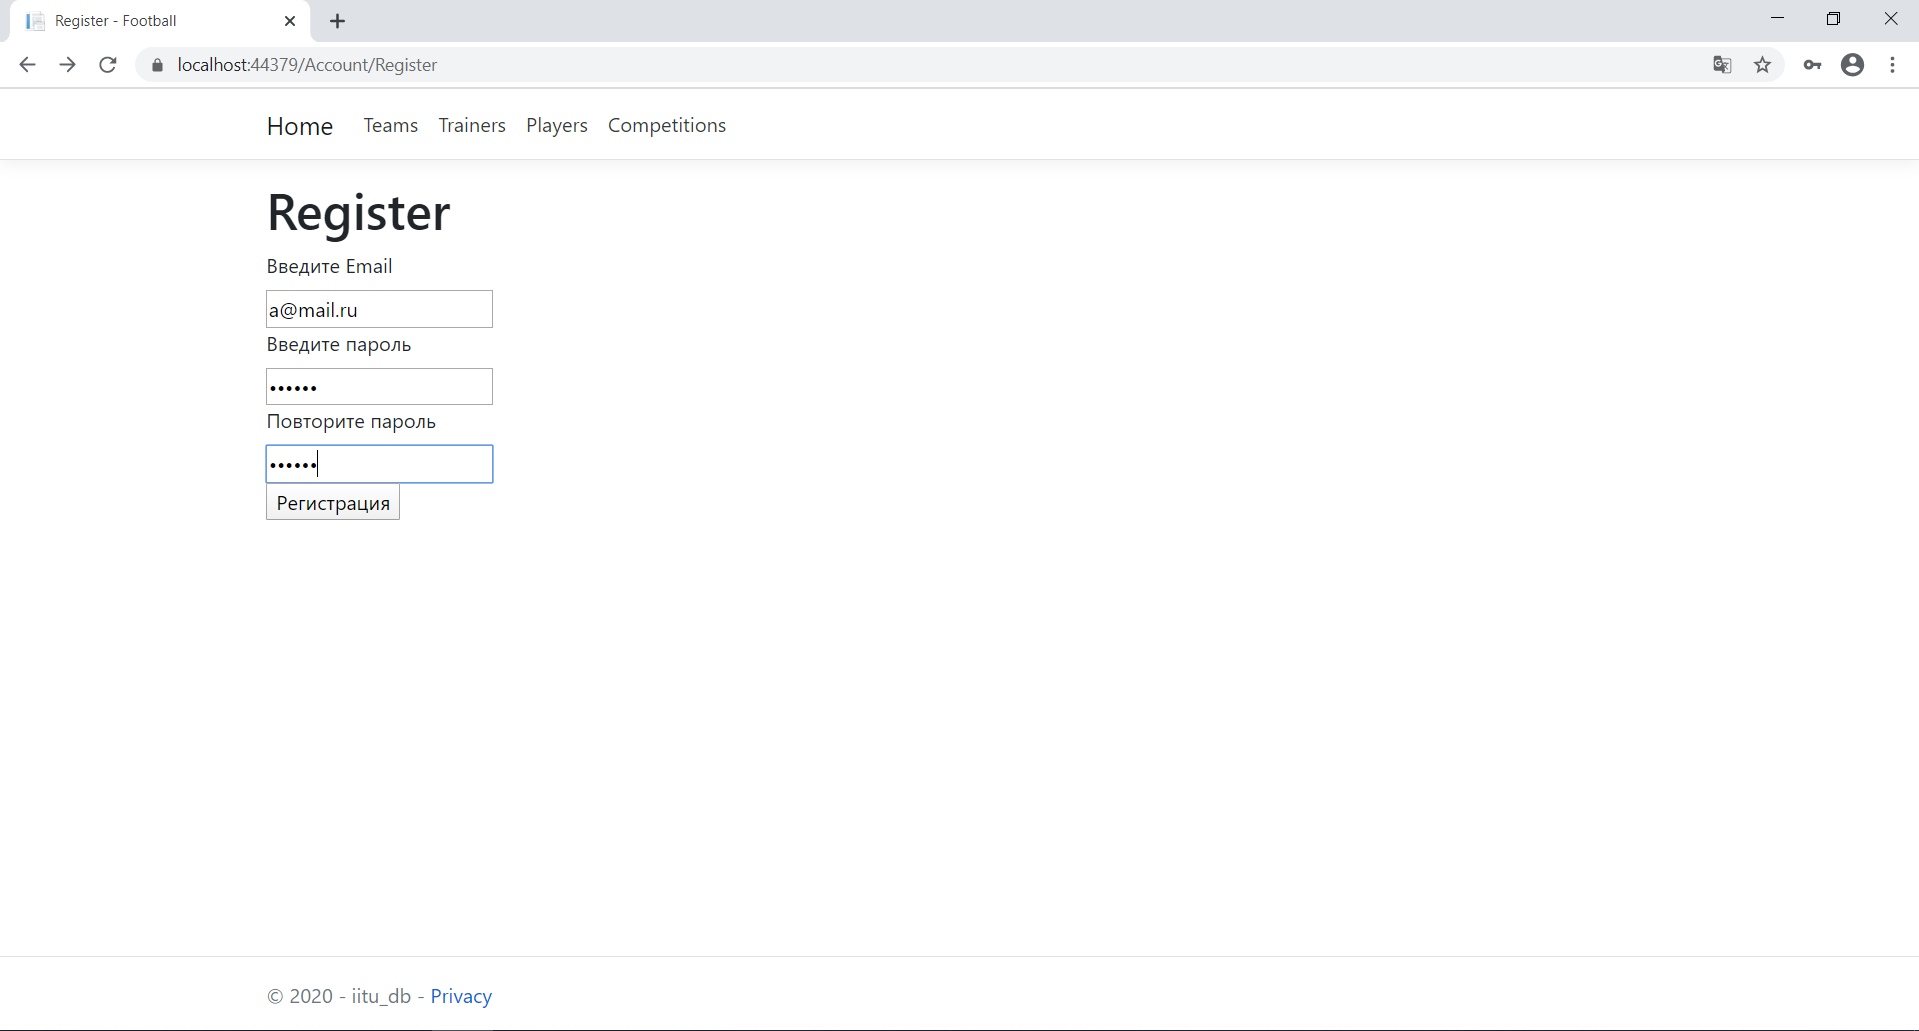 Register - Football
localhost:44379/Account/Register
Home Teams Trainers Players Competitions
Register
Введите Email
a@mail.ru
Введите пароль
••••••
Повторите пароль
••••••
Регистрация
© 2020 - iitu_db - Privacy